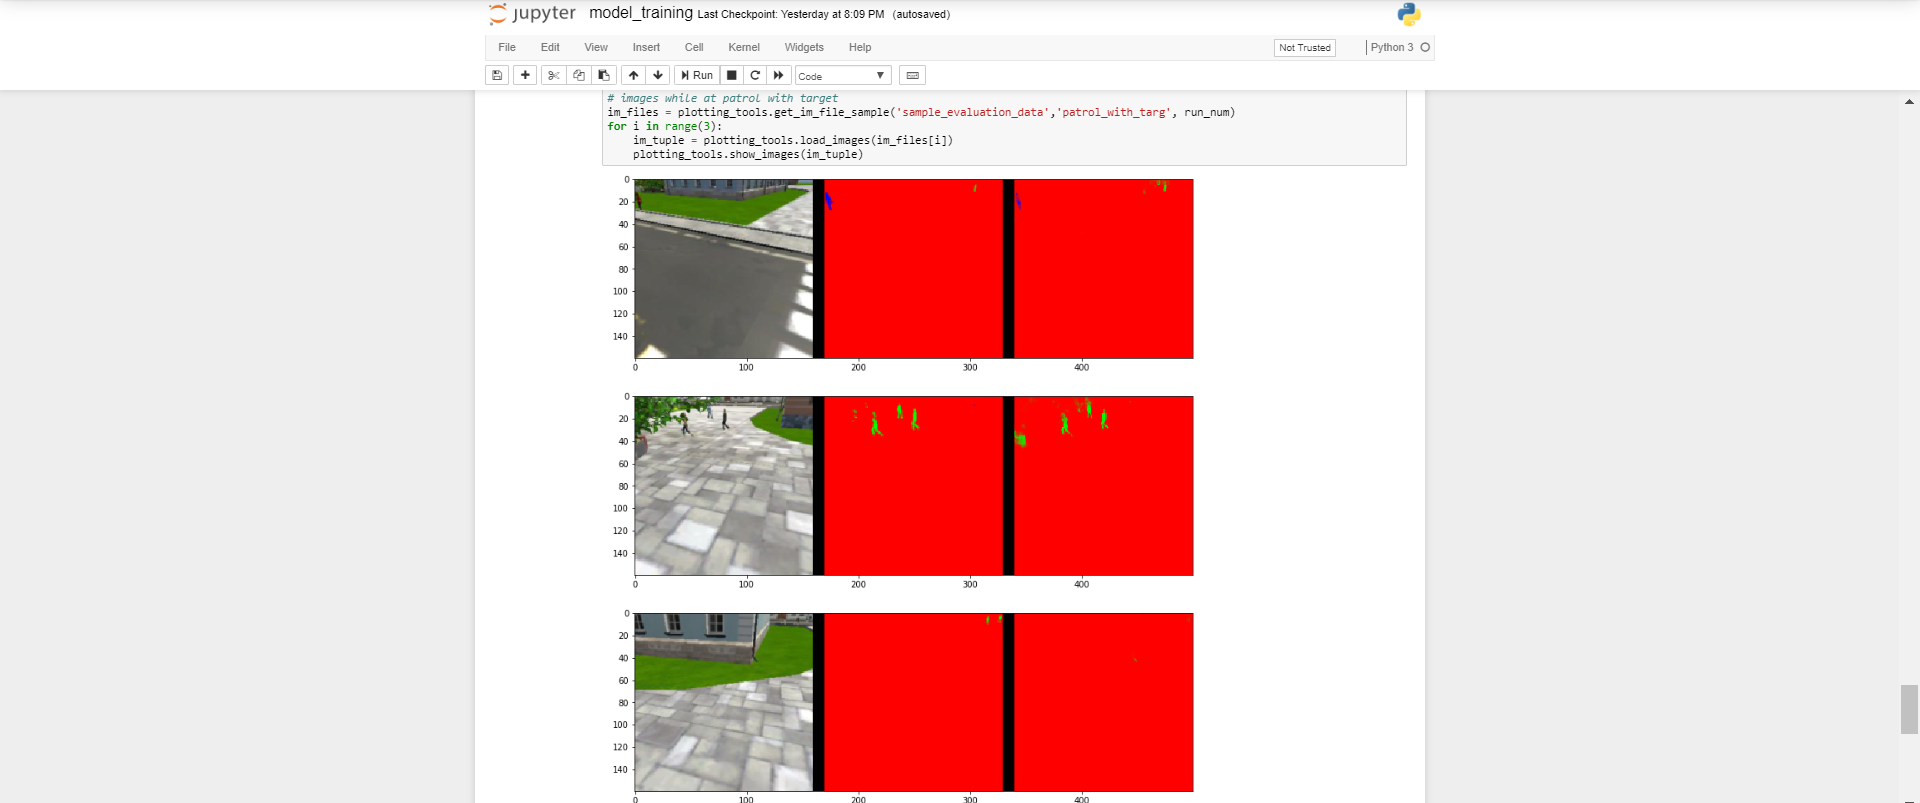 jupyter model_training Last Checkpoint: Yesterday at 8:09 PM (autosaved)
File Edit View Insert Cell Kernel Widgets Help Not Trusted Python 3
Run Code
# images while at patrol with target
im_files = plotting_tools.get_im_file_sample('sample_evaluation_data','patrol_with_targ', run_num)
for i in range(3):
    im_tuple = plotting_tools.load_images(im_files[i])
    plotting_tools.show_images(im_tuple)
0
20
40
60
80
100
120
140
0 100 200 300 400
0
20
40
60
80
100
120
140
0 100 200 300 400
0
20
40
60
80
100
120
140
0 100 200 300 400